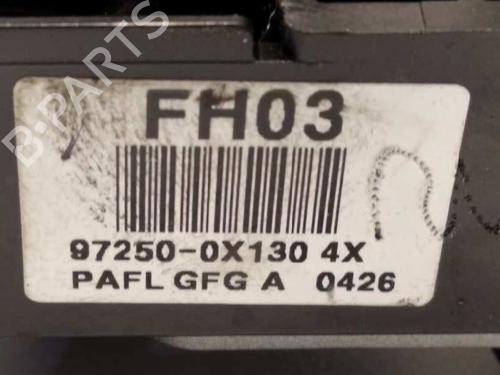 FH03
97250-0X130 4X
PAFL GFG A 0426
B-PARTS